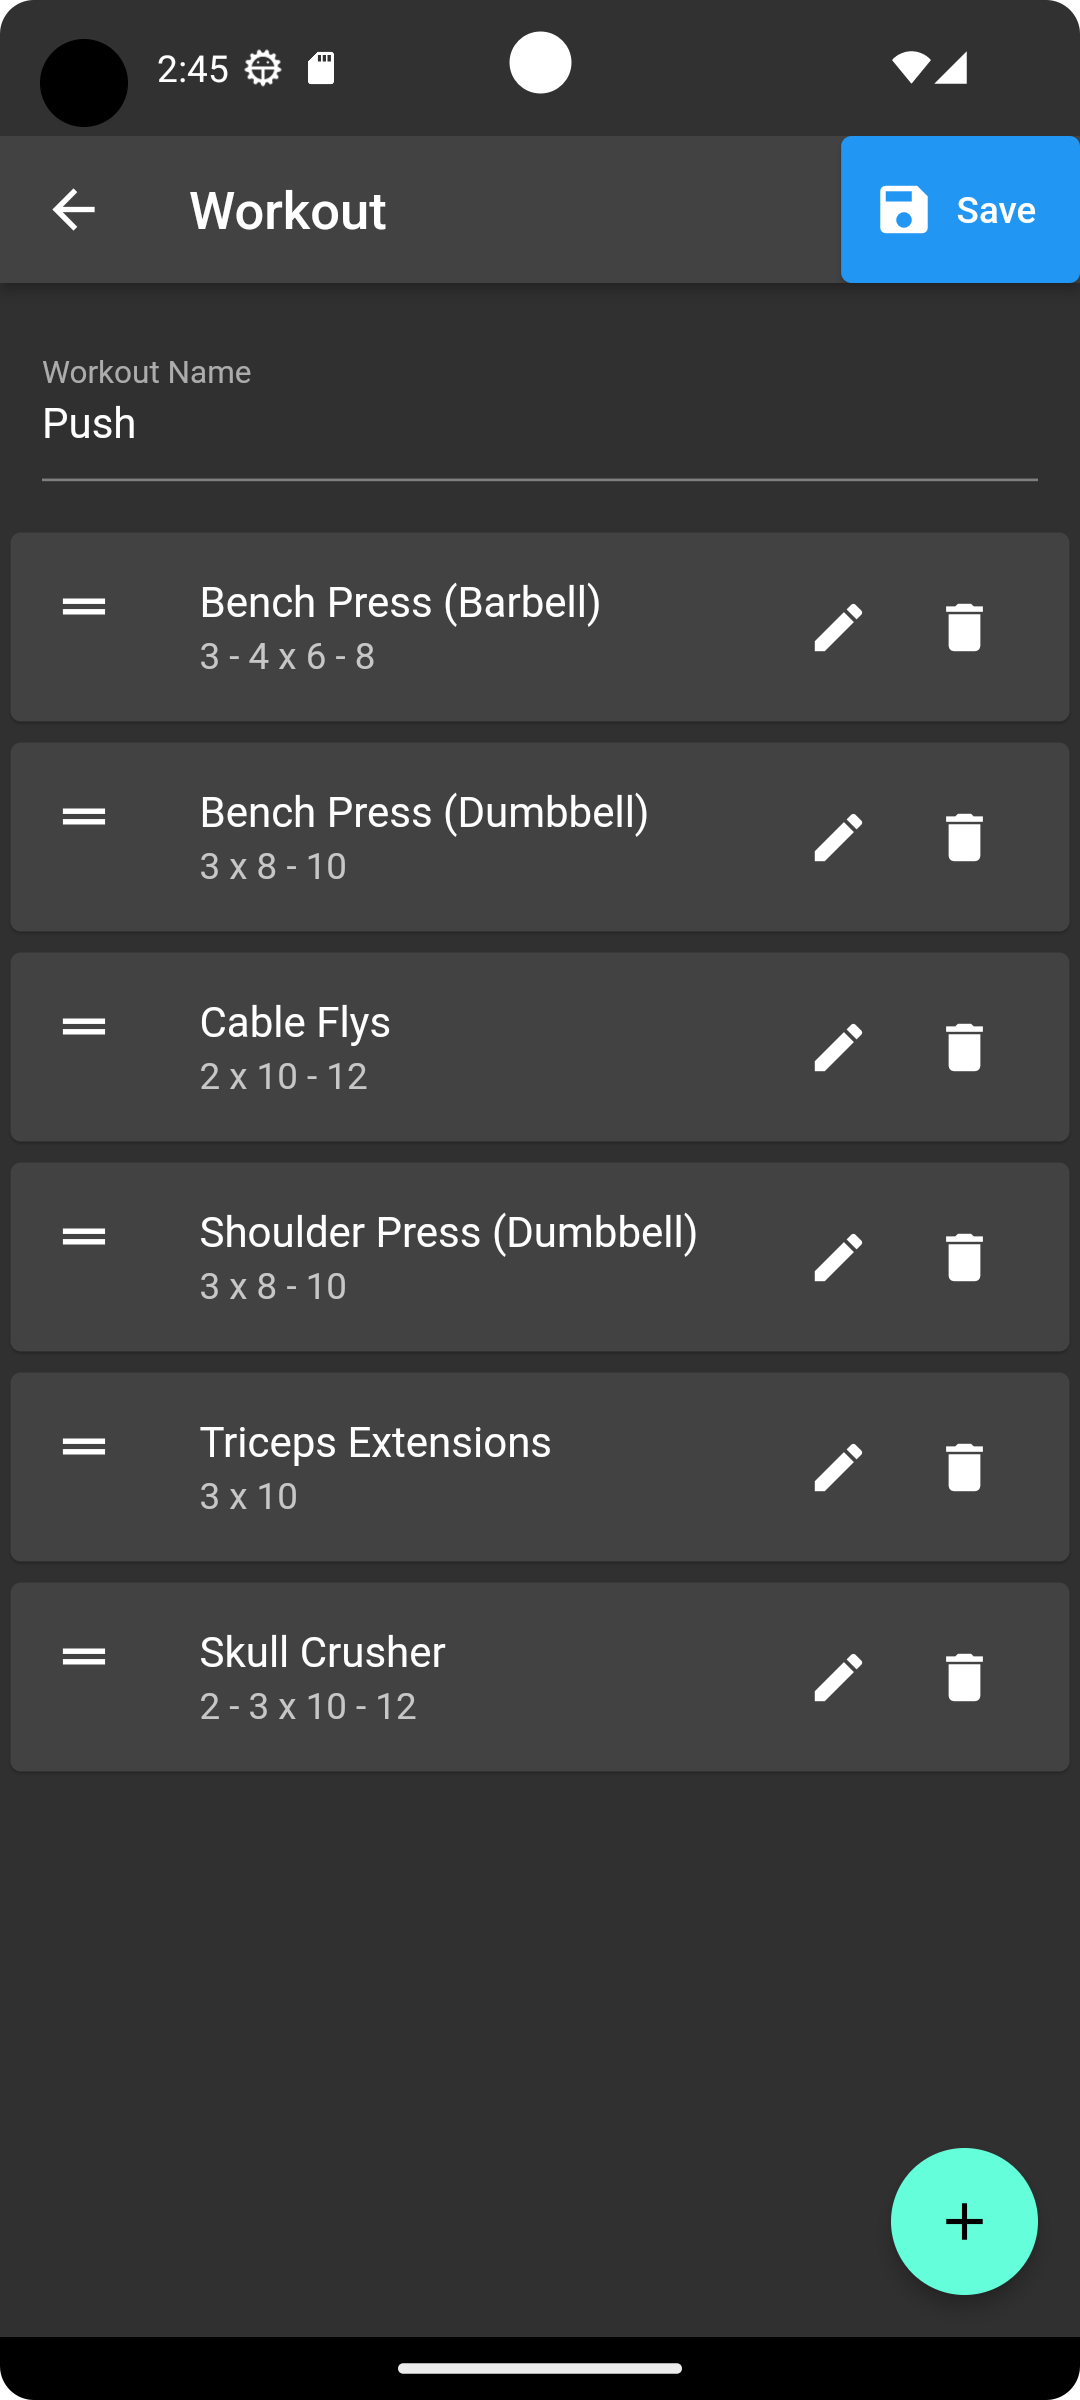 2:45
Workout
Save
Workout Name
Push
Bench Press (Barbell)
3 - 4 x 6 - 8
Bench Press (Dumbbell)
3 x 8 - 10
Cable Flys
2 x 10 - 12
Shoulder Press (Dumbbell)
3 x 8 - 10
Triceps Extensions
3 x 10
Skull Crusher
2 - 3 x 10 - 12